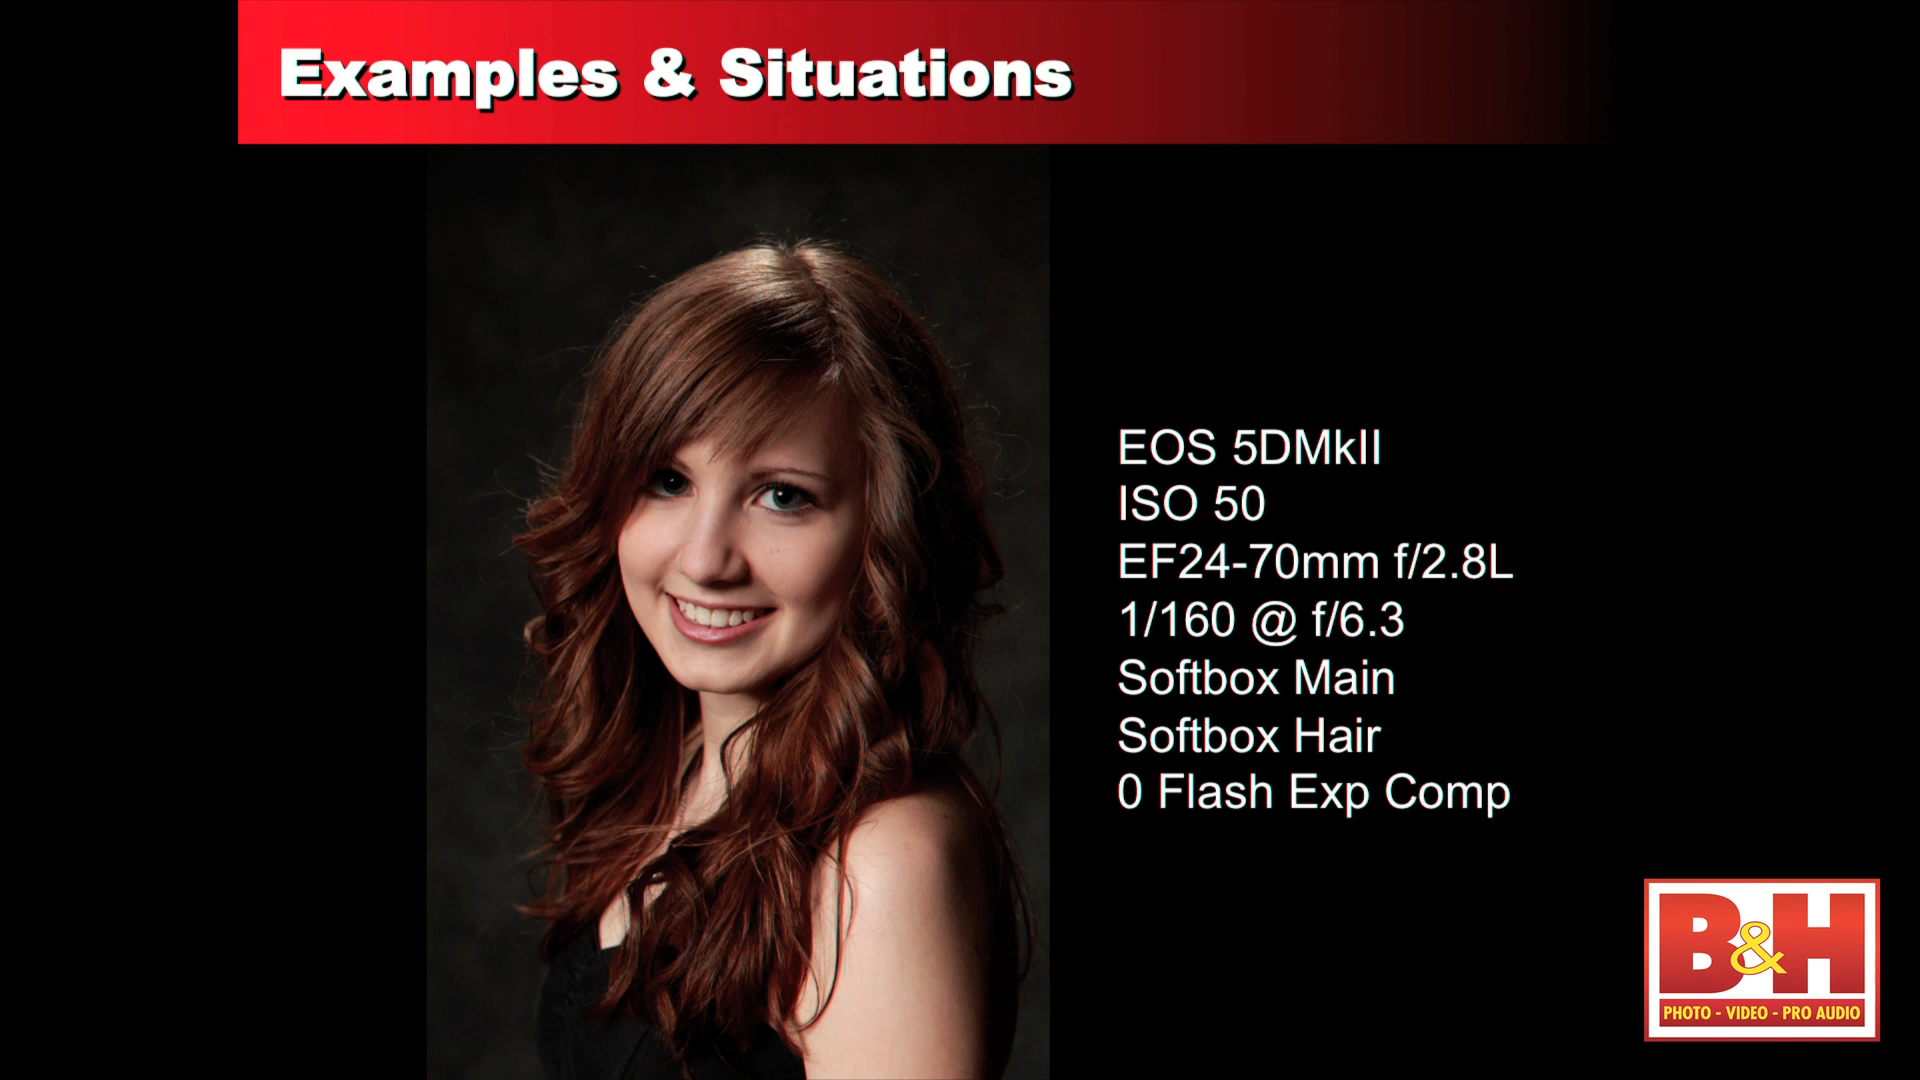 Examples & Situations
EOS 5DMkII
ISO 50
EF24-70mm f/2.8L
1/160 @ f/6.3
Softbox Main
Softbox Hair
0 Flash Exp Comp
B&H
PHOTO - VIDEO - PRO AUDIO